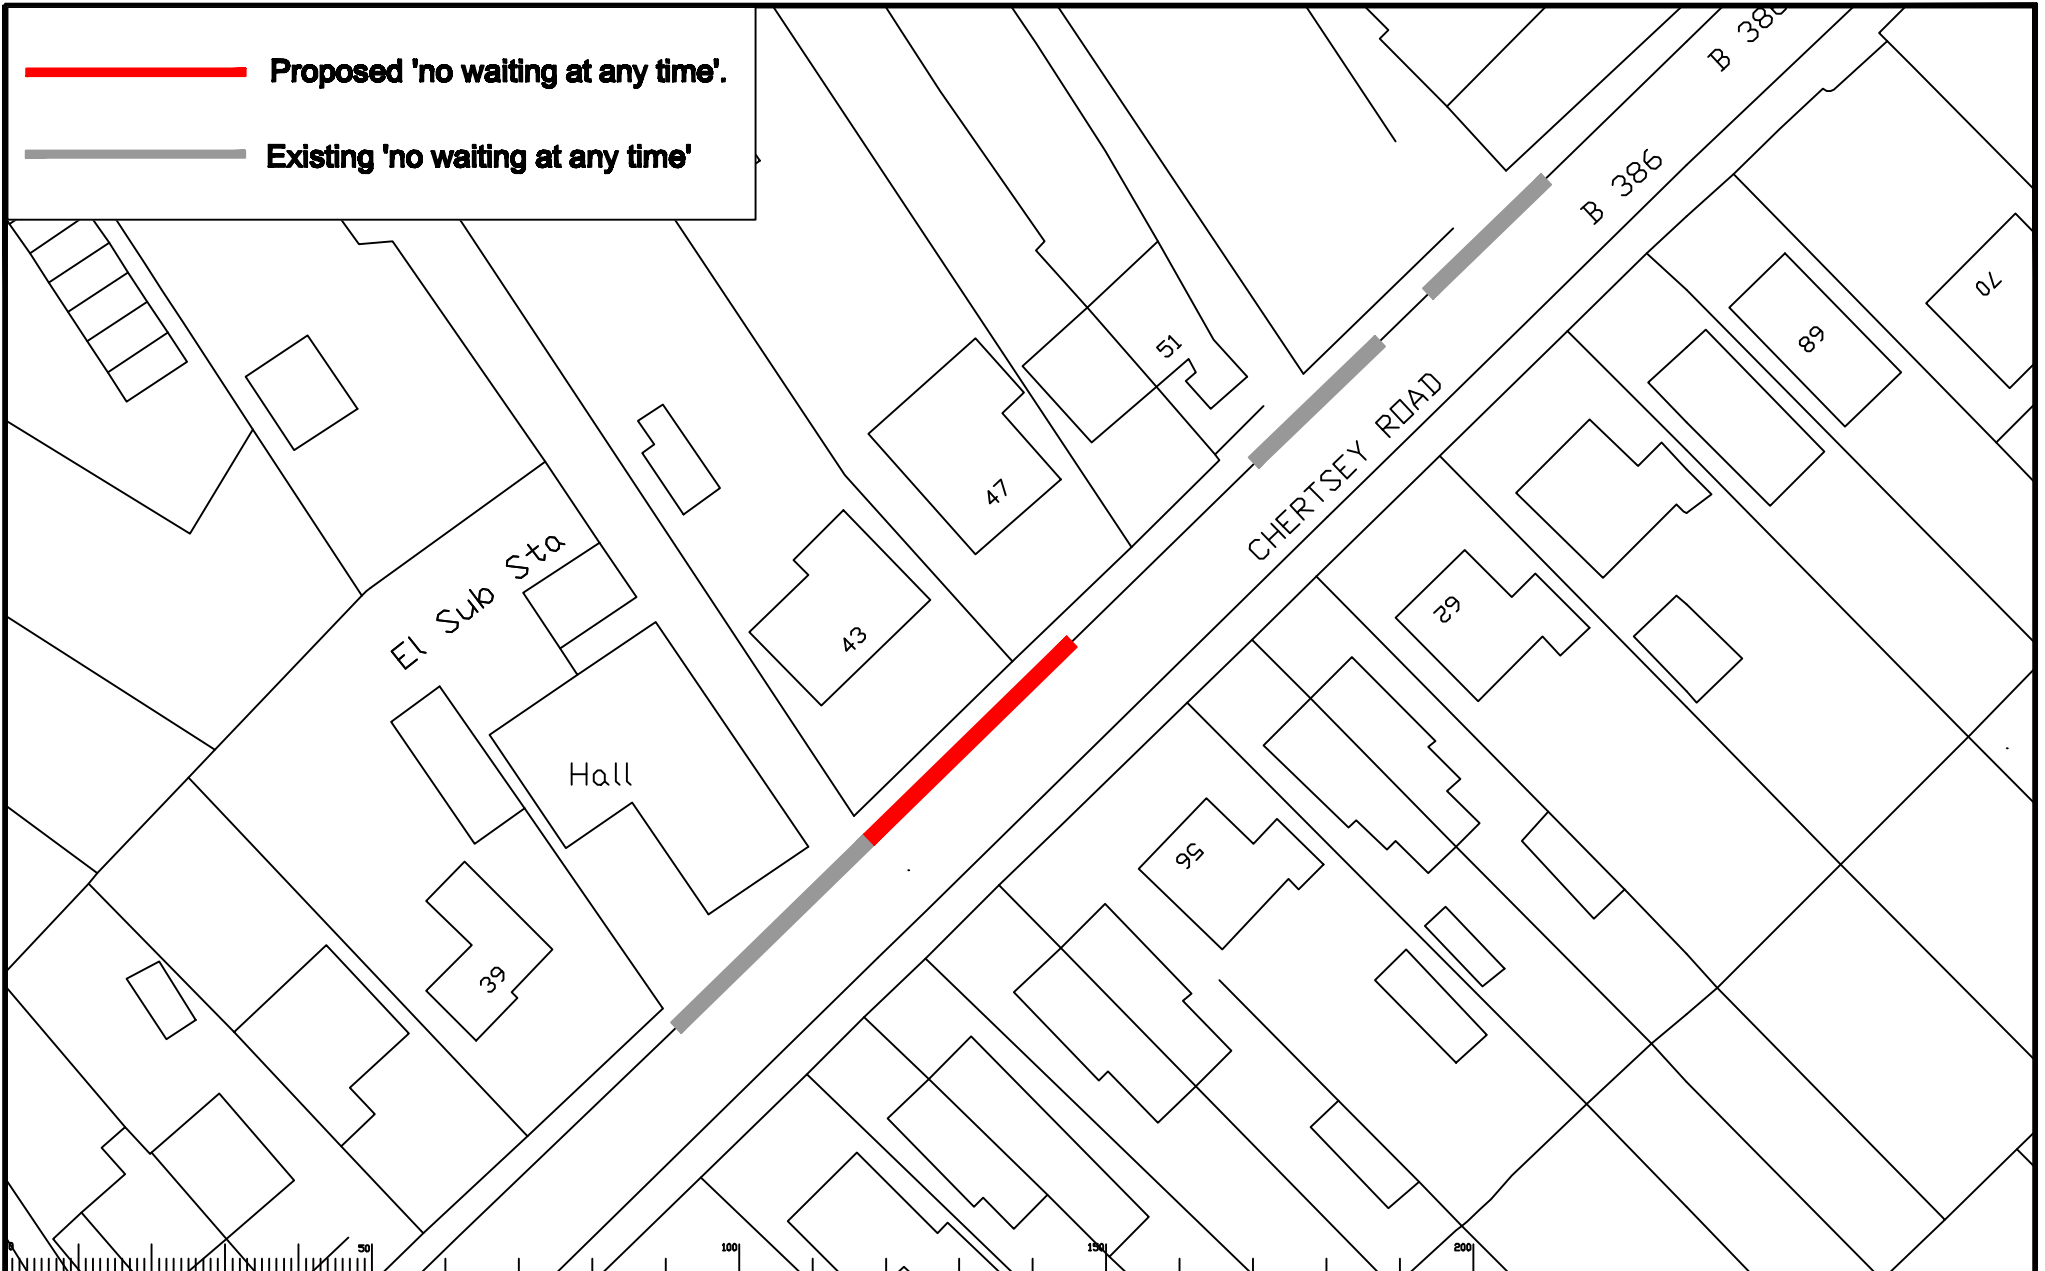 Proposed 'no waiting at any time'.
Existing 'no waiting at any time'
B 386
B 386
CHERTSEY ROAD
70
68
51
47
El Sub Sta
62
43
Hall
56
39
0
50
100
150
200